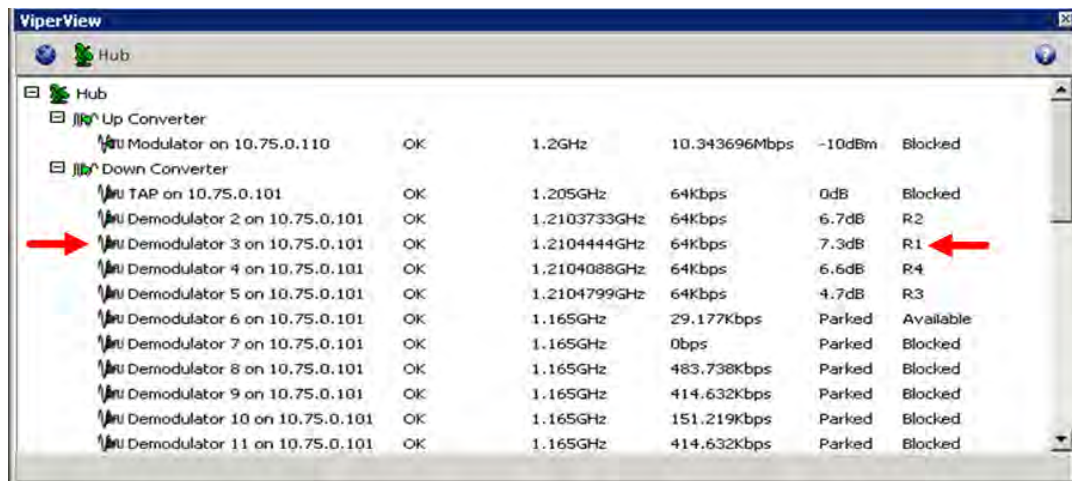 ViperView
Hub
Hub
Up Converter
Modulator on 10.75.0.110 OK 1.2GHz 10.343696Mbps -10dBm Blocked
Down Converter
TAP on 10.75.0.101 OK 1.205GHz 64Kbps 0dB Blocked
Demodulator 2 on 10.75.0.101 OK 1.2103733GHz 64Kbps 6.7dB R2
Demodulator 3 on 10.75.0.101 OK 1.2104444GHz 64Kbps 7.3dB R1
Demodulator 4 on 10.75.0.101 OK 1.2104088GHz 64Kbps 6.6dB R4
Demodulator 5 on 10.75.0.101 OK 1.2104799GHz 64Kbps 4.7dB R3
Demodulator 6 on 10.75.0.101 OK 1.165GHz 29.177Kbps Parked Available
Demodulator 7 on 10.75.0.101 OK 1.165GHz 0bps Parked Blocked
Demodulator 8 on 10.75.0.101 OK 1.165GHz 483.738Kbps Parked Blocked
Demodulator 9 on 10.75.0.101 OK 1.165GHz 414.632Kbps Parked Blocked
Demodulator 10 on 10.75.0.101 OK 1.165GHz 151.219Kbps Parked Blocked
Demodulator 11 on 10.75.0.101 OK 1.165GHz 414.632Kbps Parked Blocked